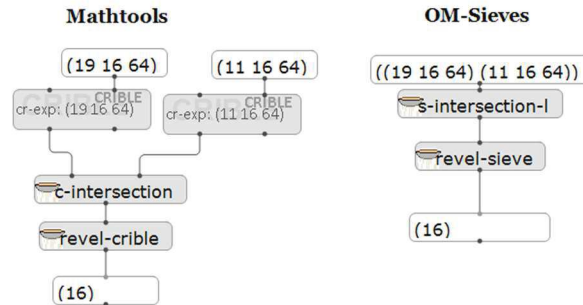 Mathtools
(19 16 64)
(11 16 64)
CRIBLE
cr-exp: (19 16 64)
CRIBLE
cr-exp: (11 16 64)
c-intersection
revel-crible
(16)
OM-Sieves
((19 16 64) (11 16 64))
s-intersection-l
revel-sieve
(16)